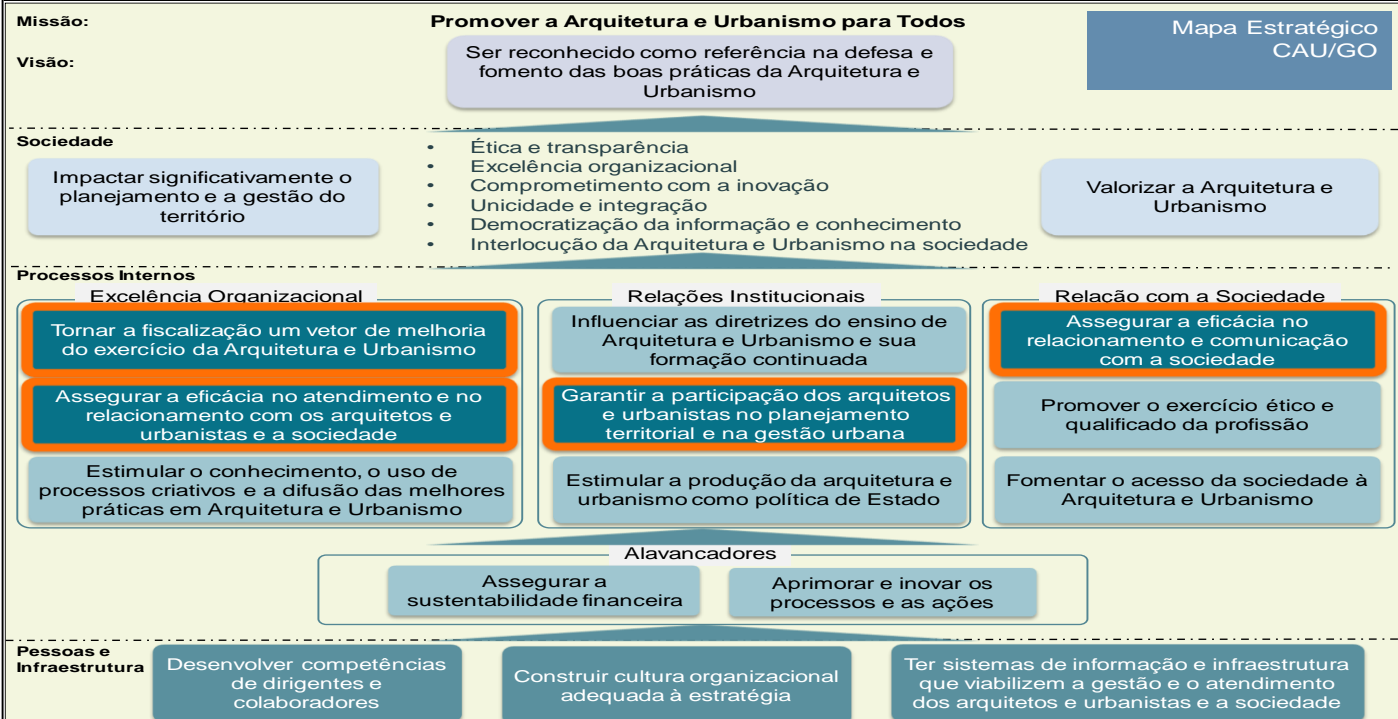 Missão:
Promover a Arquitetura e Urbanismo para Todos
Mapa Estratégico
CAU/GO
Visão:
Ser reconhecido como referência na defesa e
fomento das boas práticas da Arquitetura e
Urbanismo
Sociedade
Impactar significativamente o
planejamento e a gestão do
território
• Ética e transparência
• Excelência organizacional
• Comprometimento com a inovação
• Unicidade e integração
• Democratização da informação e conhecimento
• Interlocução da Arquitetura e Urbanismo na sociedade
Valorizar a Arquitetura e
Urbanismo
Processos Internos
Excelência Organizacional
Tornar a fiscalização um vetor de melhoria
do exercício da Arquitetura e Urbanismo
Assegurar a eficácia no atendimento e no
relacionamento com os arquitetos e
urbanistas e a sociedade
Estimular o conhecimento, o uso de
processos criativos e a difusão das melhores
práticas em Arquitetura e Urbanismo
Relações Institucionais
Influenciar as diretrizes do ensino de
Arquitetura e Urbanismo e sua
formação continuada
Garantir a participação dos arquitetos
e urbanistas no planejamento
territorial e na gestão urbana
Estimular a produção da arquitetura e
urbanismo como política de Estado
Relação com a Sociedade
Assegurar a eficácia no
relacionamento e comunicação
com a sociedade
Promover o exercício ético e
qualificado da profissão
Fomentar o acesso da sociedade à
Arquitetura e Urbanismo
Alavancadores
Assegurar a
sustentabilidade financeira
Aprimorar e inovar os
processos e as ações
Pessoas e
Infraestrutura
Desenvolver competências
de dirigentes e
colaboradores
Construir cultura organizacional
adequada à estratégia
Ter sistemas de informação e infraestrutura
que viabilizem a gestão e o atendimento
dos arquitetos e urbanistas e a sociedade